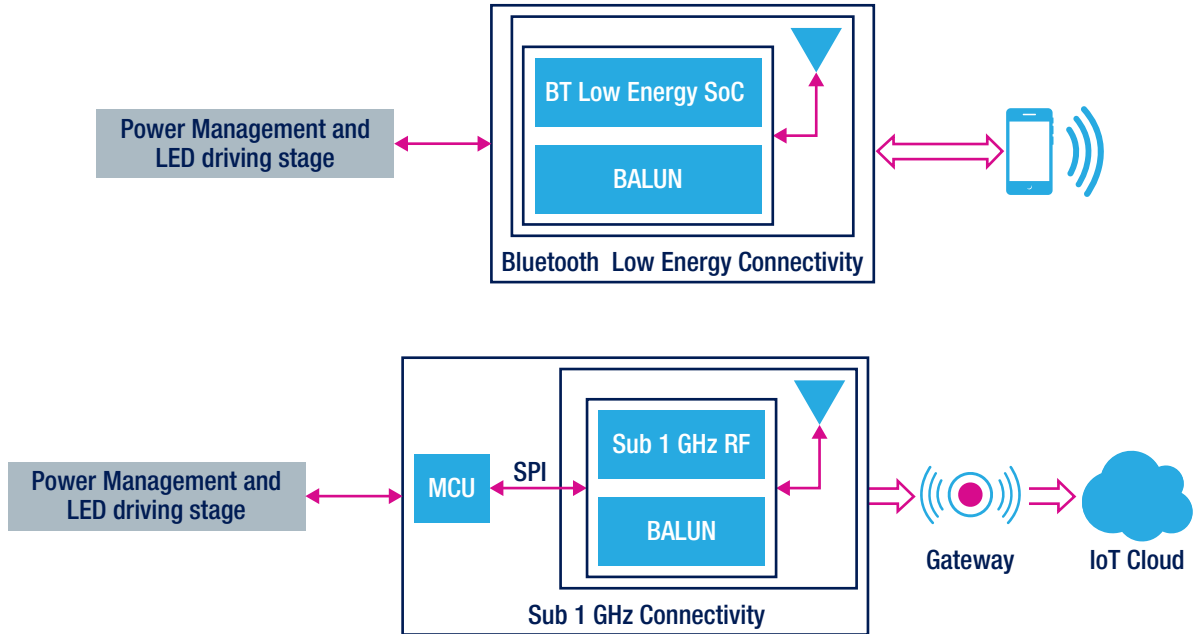 BT Low Energy SoC
Power Management and
LED driving stage
BALUN
Bluetooth Low Energy Connectivity
Sub 1 GHz RF
Power Management and
LED driving stage
MCU
SPI
BALUN
Gateway
IoT Cloud
Sub 1 GHz Connectivity